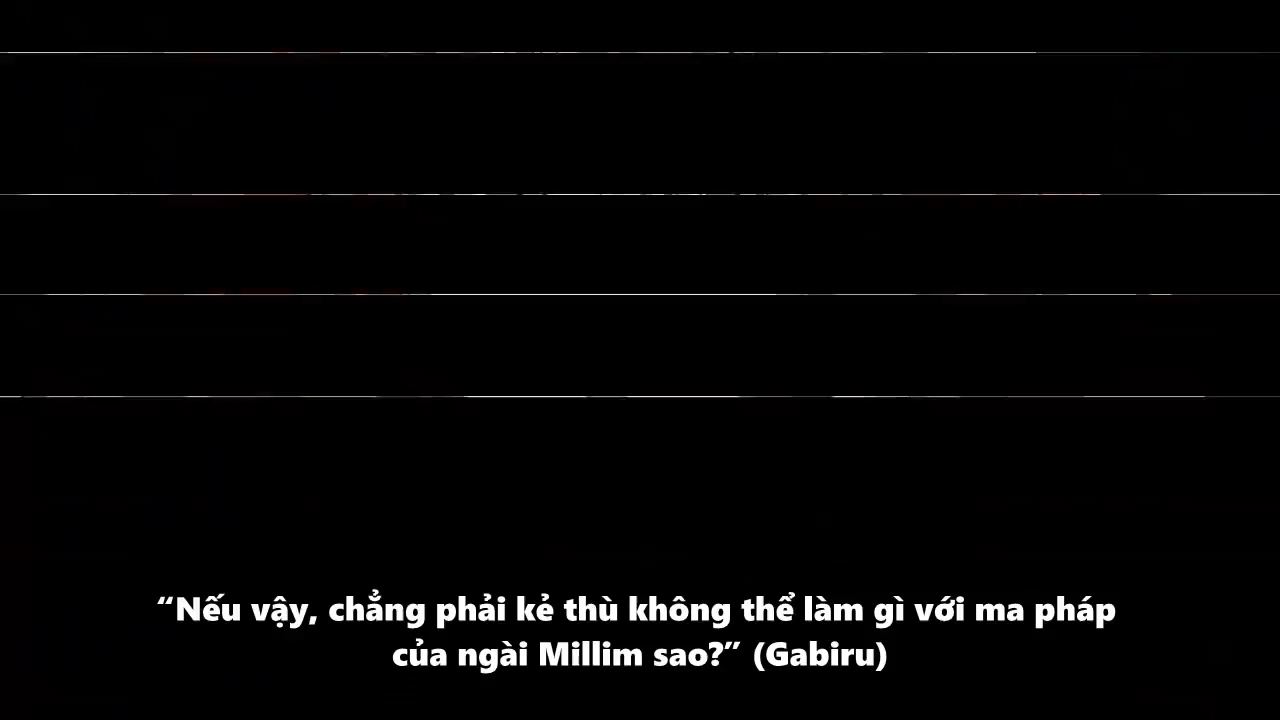 “Nếu vậy, chẳng phải kẻ thù không thể làm gì với ma pháp
của ngài Millim sao?” (Gabiru)